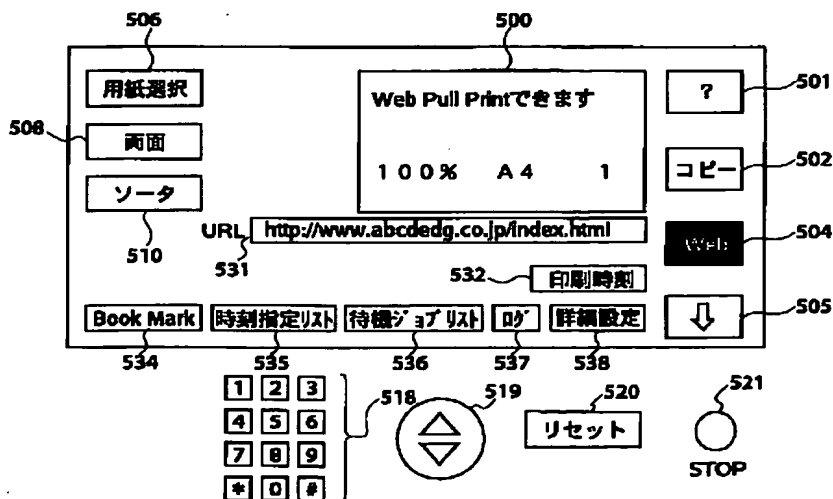 506
500
用紙選択
Web Pull Printできます
?
501
508
画面
100% A4 1
コピー
502
ソータ
510
URL http://www.abcdedg.co.jp/index.html
531
Web
504
532
印刷時刻
Book Mark 時刻指定リスト 待機ジョブリスト ログ 詳細設定
⇩
505
534 535 536 537 538
1 2 3
4 5 6
7 8 9
* 0 #
518
519
520
リセット
521
STOP